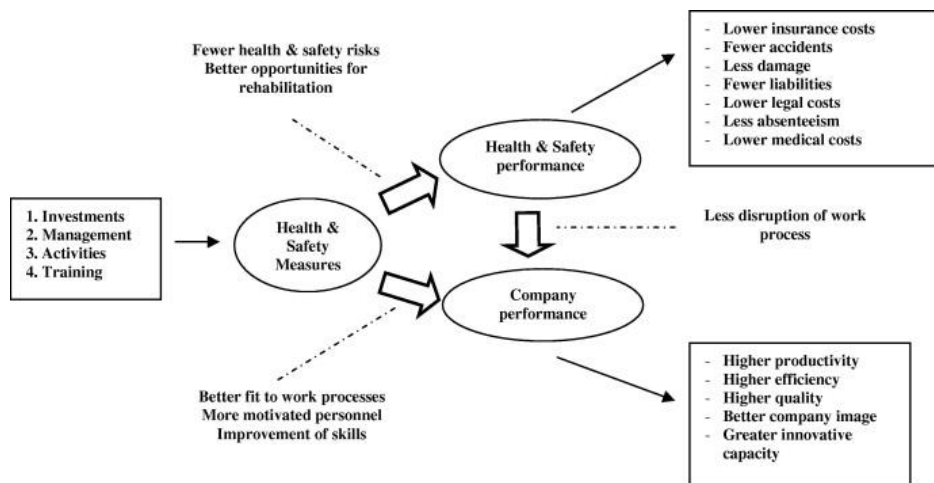 Fewer health & safety risks
Better opportunities for
rehabilitation
- Lower insurance costs
- Fewer accidents
- Less damage
- Fewer liabilities
- Lower legal costs
- Less absenteeism
- Lower medical costs
Health & Safety
performance
1. Investments
2. Management
3. Activities
4. Training
Health &
Safety
Measures
Less disruption of work
process
Company
performance
Better fit to work processes
More motivated personnel
Improvement of skills
- Higher productivity
- Higher efficiency
- Higher quality
- Better company image
- Greater innovative
capacity